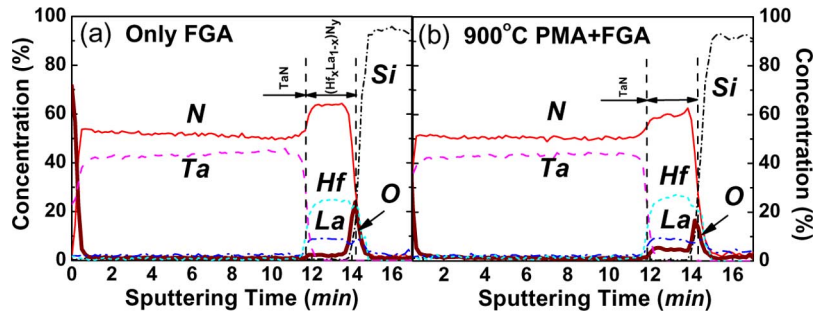 (a) Only FGA
(b) 900°C PMA+FGA
Concentration (%)
100
80
60
40
20
0
TaN
(HfxLa1-x)Ny
N
Ta
Hf
La
Si
O
TaN
N
Ta
Hf
La
Si
O
100
80
60
40
20
0
Concentration (%)
0 2 4 6 8 10 12 14 16
2 4 6 8 10 12 14 16
Sputtering Time (min)
Sputtering Time (min)